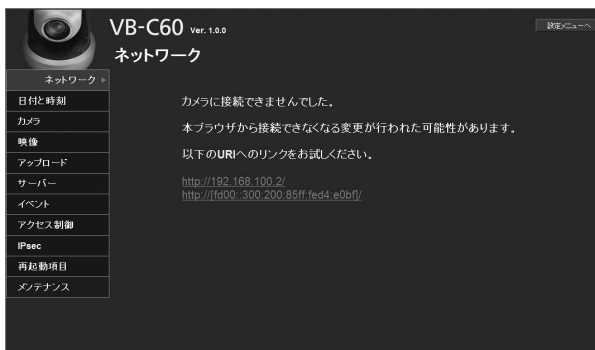 VB-C60 Ver. 1.0.0
設定メニューへ
ネットワーク
ネットワーク
日付と時刻
カメラ
映像
アップロード
サーバー
イベント
アクセス制御
IPsec
再起動項目
メンテナンス
カメラに接続できませんでした。
本ブラウザから接続できなくなる変更が行われた可能性があります。
以下のURIへのリンクをお試しください。
http://192.168.100.2/
http://[fd00::300:200:85ff:fed4:e0bf]/